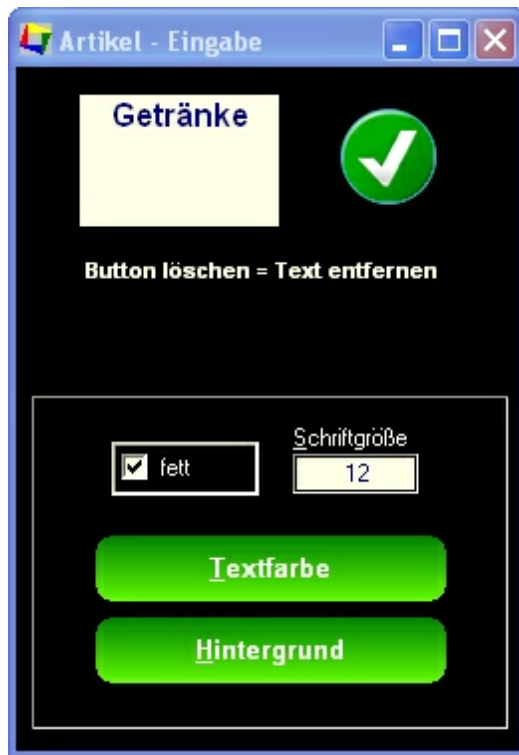 Artikel - Eingabe
Getränke
Button löschen = Text entfernen
Schriftgröße
fett
12
Textfarbe
Hintergrund